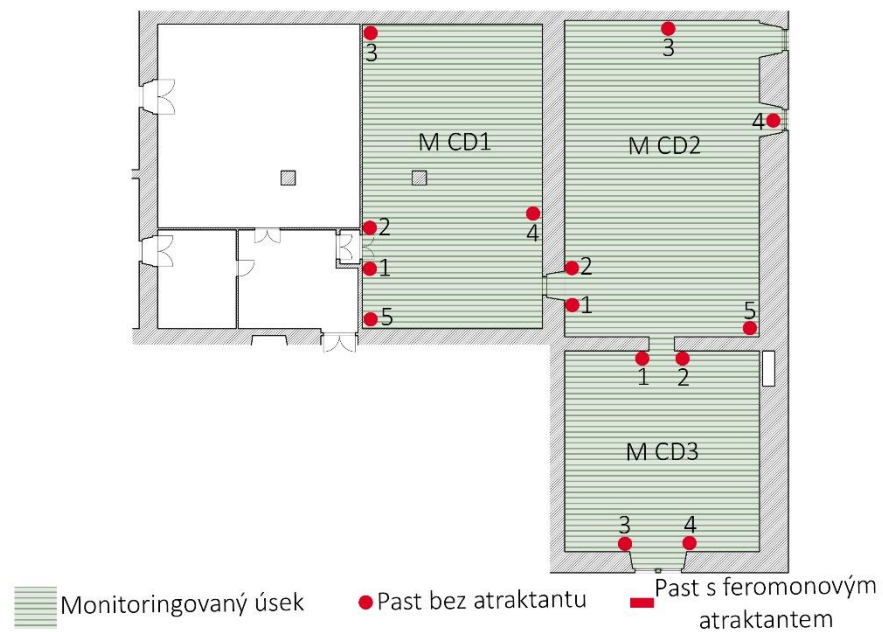 3
3
M CD1
M CD2
4
2
4
1
2
1
5
5
1
2
M CD3
3
4
Monitoringovaný úsek
Past bez atraktantu
Past s feromonovým
atraktantem